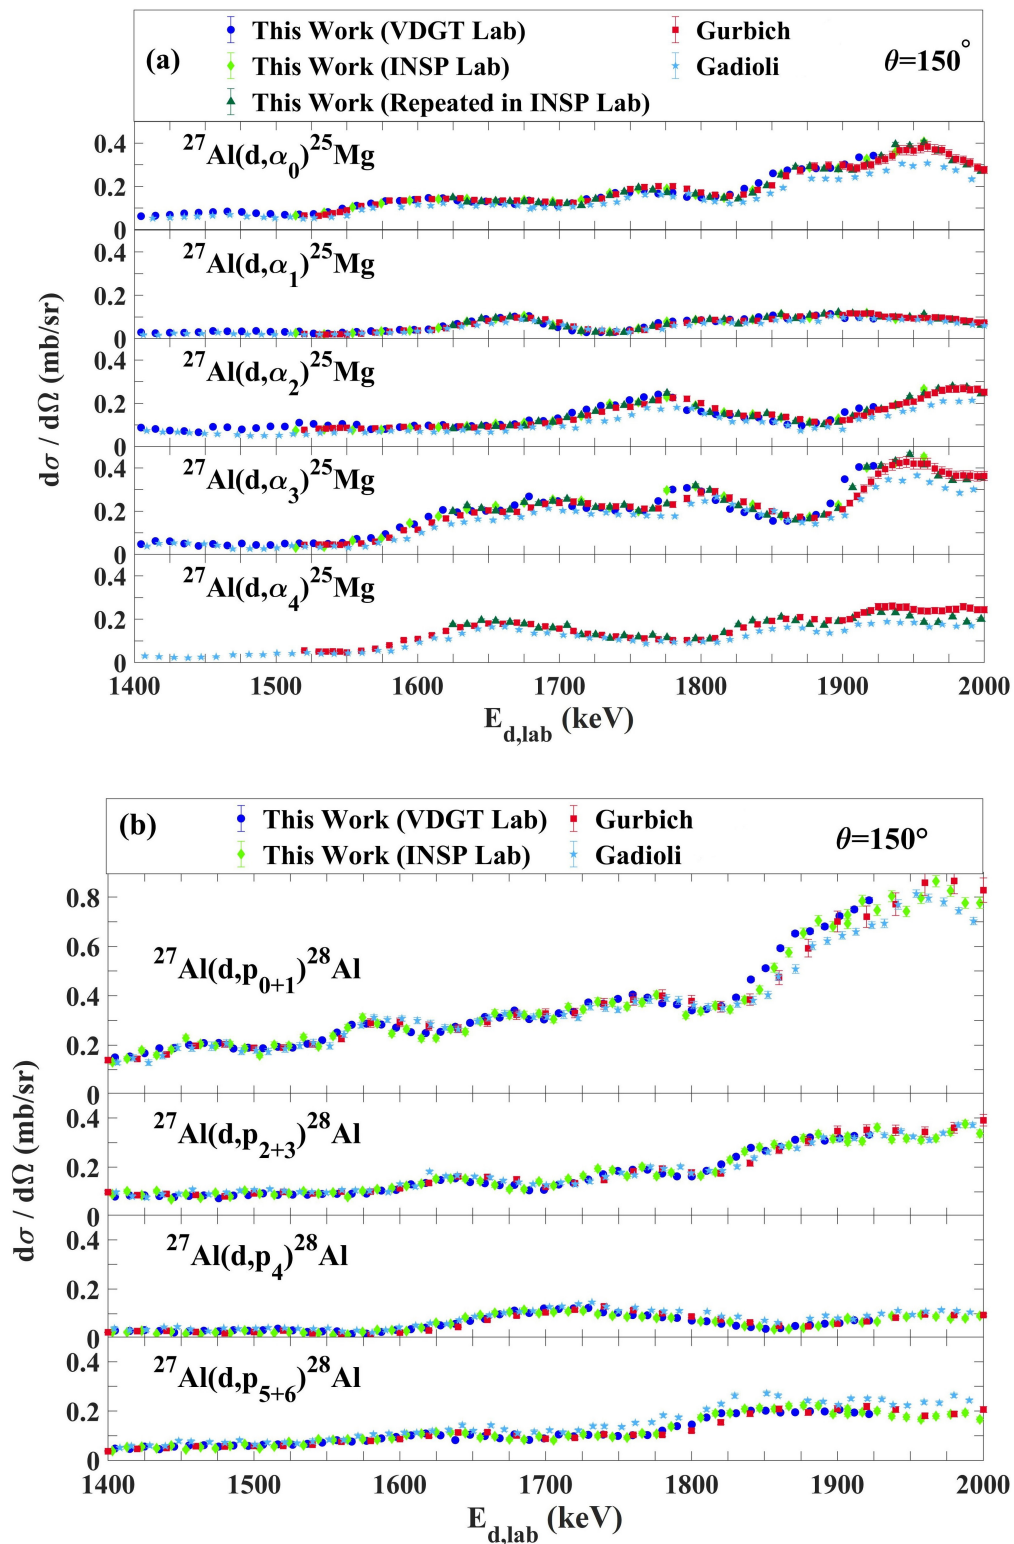 (a)
This Work (VDGT Lab)
Gurbich
This Work (INSP Lab)
Gadioli
θ=150°
This Work (Repeated in INSP Lab)
0.4
²⁷Al(d,α₀)²⁵Mg
0.2
0
0.4
²⁷Al(d,α₁)²⁵Mg
0.2
0
0.4
²⁷Al(d,α₂)²⁵Mg
0.2
0
0.4
²⁷Al(d,α₃)²⁵Mg
0.2
0
0.4
²⁷Al(d,α₄)²⁵Mg
0.2
0
dσ / dΩ (mb/sr)
1400 1500 1600 1700 1800 1900 2000
E_d,lab (keV)
(b)
This Work (VDGT Lab)
Gurbich
This Work (INSP Lab)
Gadioli
θ=150°
0.8
0.6
²⁷Al(d,p₀₊₁)²⁸Al
0.4
0.2
0
0.4
²⁷Al(d,p₂₊₃)²⁸Al
0.2
0
0.4
²⁷Al(d,p₄)²⁸Al
0.2
0
0.4
²⁷Al(d,p₅₊₆)²⁸Al
0.2
0
dσ / dΩ (mb/sr)
1400 1500 1600 1700 1800 1900 2000
E_d,lab (keV)